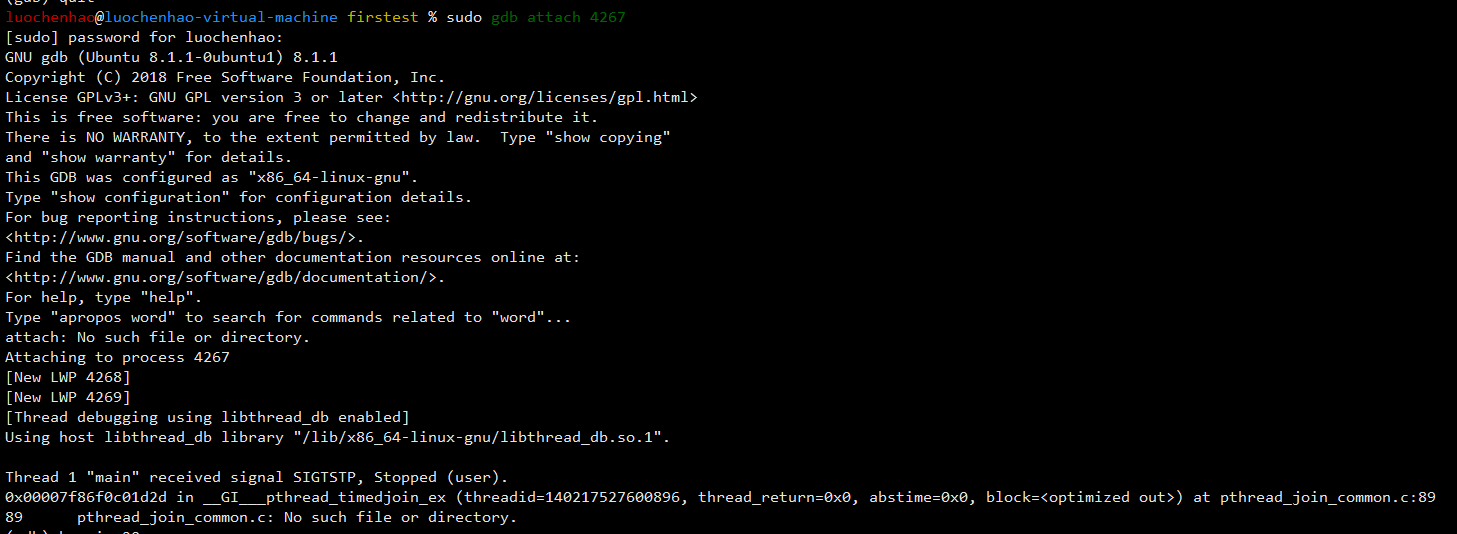 (gdb) quit
luochenhao@luochenhao-virtual-machine firstest % sudo gdb attach 4267
[sudo] password for luochenhao:
GNU gdb (Ubuntu 8.1.1-0ubuntu1) 8.1.1
Copyright (C) 2018 Free Software Foundation, Inc.
License GPLv3+: GNU GPL version 3 or later <http://gnu.org/licenses/gpl.html>
This is free software: you are free to change and redistribute it.
There is NO WARRANTY, to the extent permitted by law.  Type "show copying"
and "show warranty" for details.
This GDB was configured as "x86_64-linux-gnu".
Type "show configuration" for configuration details.
For bug reporting instructions, please see:
<http://www.gnu.org/software/gdb/bugs/>.
Find the GDB manual and other documentation resources online at:
<http://www.gnu.org/software/gdb/documentation/>.
For help, type "help".
Type "apropos word" to search for commands related to "word"...
attach: No such file or directory.
Attaching to process 4267
[New LWP 4268]
[New LWP 4269]
[Thread debugging using libthread_db enabled]
Using host libthread_db library "/lib/x86_64-linux-gnu/libthread_db.so.1".
Thread 1 "main" received signal SIGTSTP, Stopped (user).
0x00007f86f0c01d2d in __GI___pthread_timedjoin_ex (threadid=140217527600896, thread_return=0x0, abstime=0x0, block=<optimized out>) at pthread_join_common.c:89
89      pthread_join_common.c: No such file or directory.